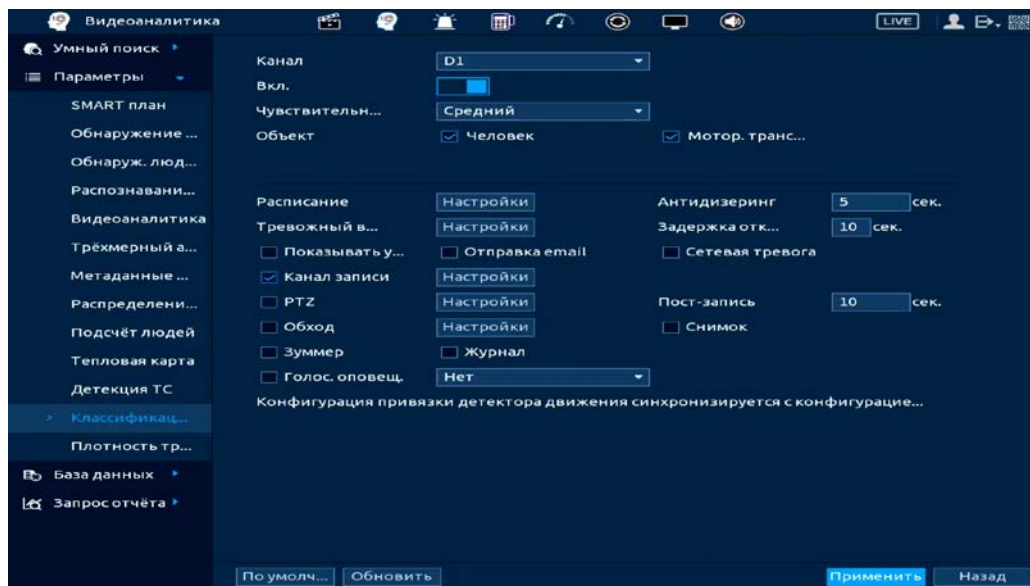 Видеоаналитика
LIVE
Умный поиск
Параметры
SMART план
Обнаружение ...
Обнаруж. люд...
Распознавани...
Видеоаналитика
Трёхмерный а...
Метаданные ...
Распределени...
Подсчёт людей
Тепловая карта
Детекция ТС
Классификац...
Плотность тр...
База данных
Запрос отчёта
Канал D1
Вкл.
Чувствительн... Средний
Объект Человек Мотор. транс...
Расписание Настройки Антидизеринг 5 сек.
Тревожный в... Настройки Задержка отк... 10 сек.
Показывать у... Отправка email Сетевая тревога
Канал записи Настройки
PTZ Настройки Пост-запись 10 сек.
Обход Настройки Снимок
Зуммер Журнал
Голос. оповещ. Нет
Конфигурация привязки детектора движения синхронизируется с конфигурацие...
По умолч... Обновить Применить Назад